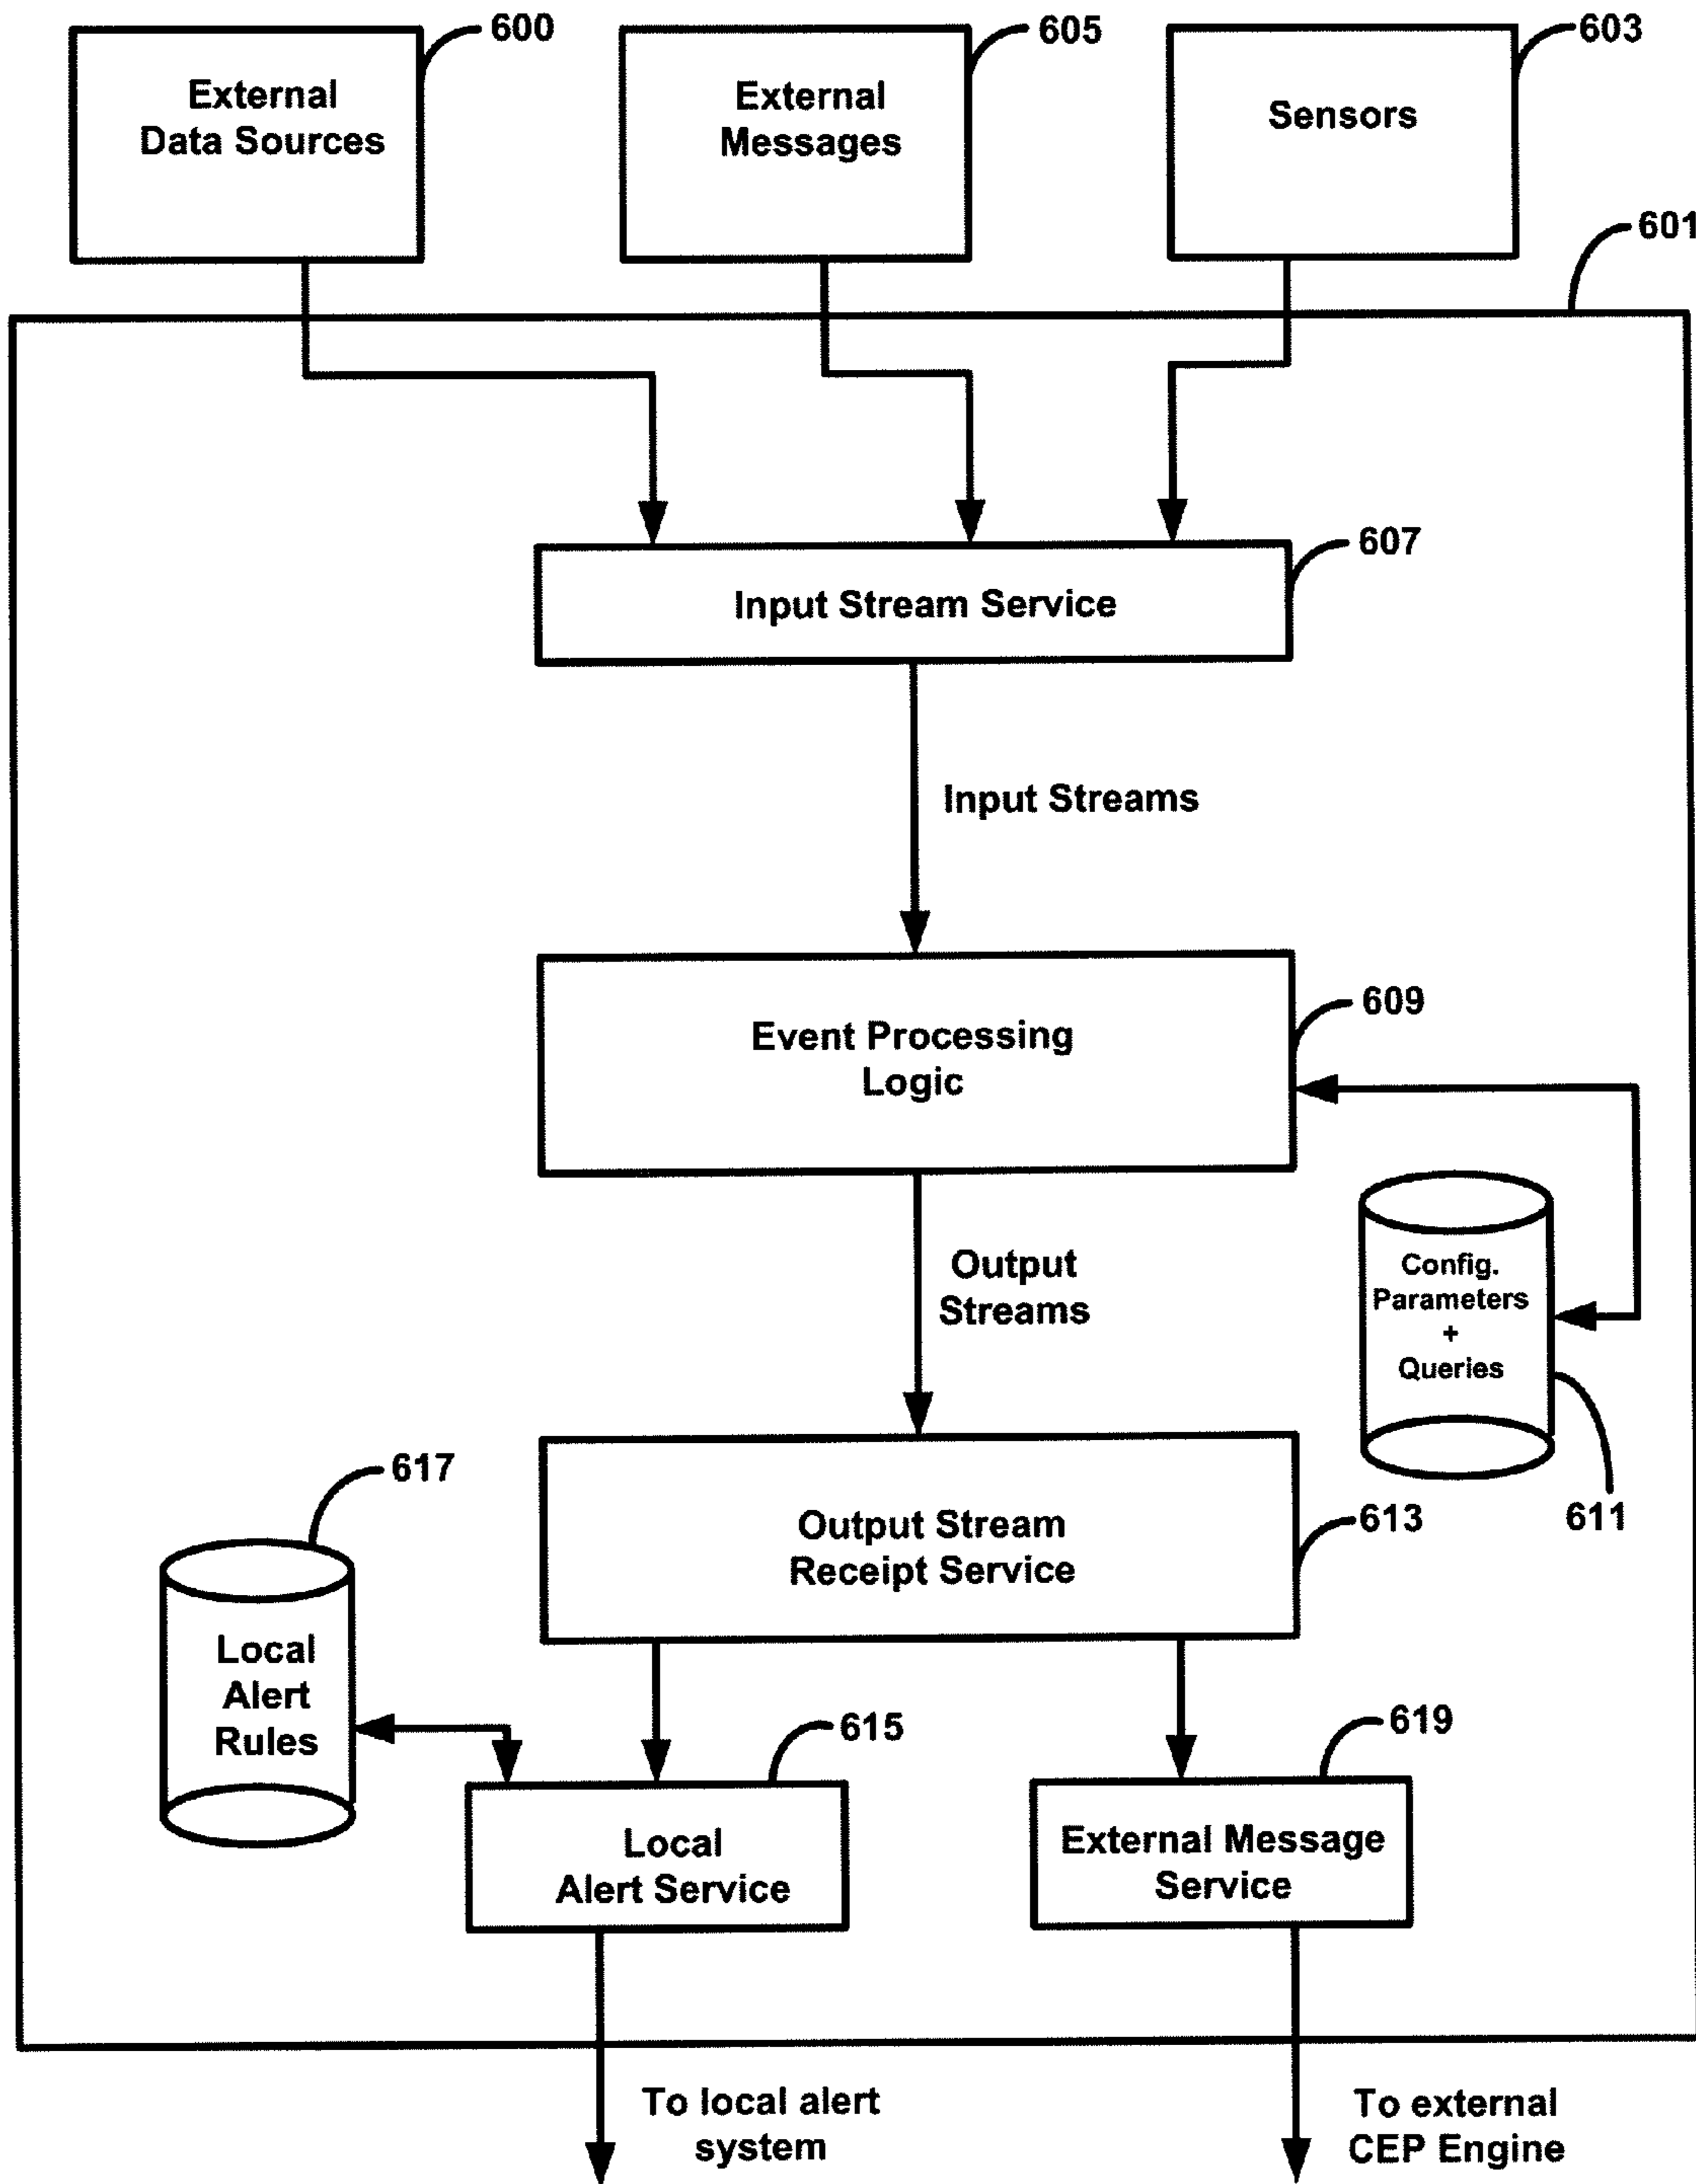 600
External
Data Sources
605
External
Messages
603
Sensors
601
607
Input Stream Service
Input Streams
609
Event Processing
Logic
Output
Streams
Config.
Parameters
+
Queries
611
617
Local
Alert
Rules
613
Output Stream
Receipt Service
615
Local
Alert Service
619
External Message
Service
To local alert
system
To external
CEP Engine